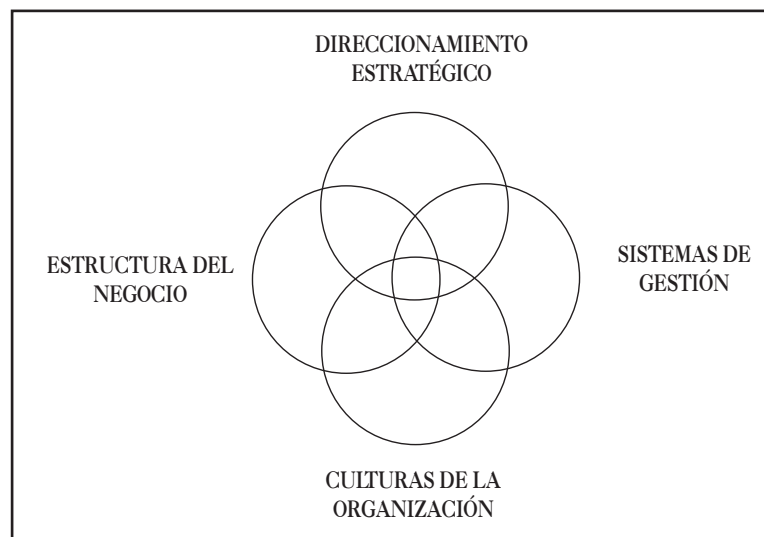 DIRECCIONAMIENTO
ESTRATÉGICO
ESTRUCTURA DEL
NEGOCIO
SISTEMAS DE
GESTIÓN
CULTURAS DE LA
ORGANIZACIÓN